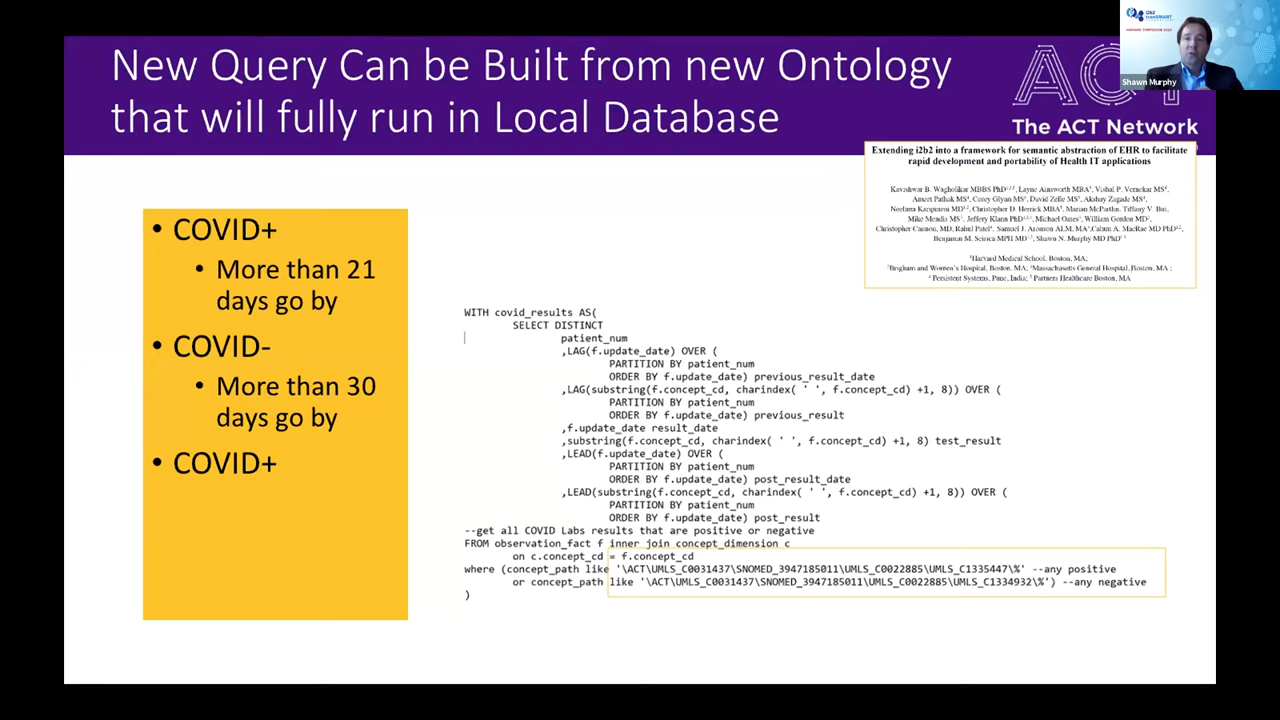 New Query Can be Built from new Ontology
that will fully run in Local Database
ACT
The ACT Network
i2b2
tranSMART
HARVARD SYMPOSIUM 2020
Shawn Murphy
Extending i2b2 into a framework for semantic abstraction of EHR to facilitate
rapid development and portability of Health IT applications
Kavishwar B. Wagholikar MBBS PhD, Layne Ainsworth MBA, Vishal P. Vernekar MS,
Ameet Pathak MS, Corey Glynn MS, David Zelle MS, Akshay Zagade MS,
Neelima Karipineni MD, Christopher D. Herrick MBA, Marian McPartlin, Tiffany V. Bui,
Mike Mendis MS, Jeffery Klann PhD, Michael Oates, William Gordon MD,
Christopher Cannon, MD, Rahul Patel, Samuel J. Aronson ALM, MA, Calum A. MacRae MD PhD,
Benjamin M. Scirica MPH MD, Shawn N. Murphy MD PhD
¹Harvard Medical School, Boston, MA;
²Brigham and Women's Hospital, Boston, MA; ³Massachusetts General Hospital, Boston, MA ;
⁴ Persistent Systems, Pune, India; ⁵ Partners Healthcare Boston, MA
• COVID+
• More than 21
days go by
• COVID-
• More than 30
days go by
• COVID+
WITH covid_results AS(
SELECT DISTINCT
patient_num
,LAG(f.update_date) OVER (
PARTITION BY patient_num
ORDER BY f.update_date) previous_result_date
,LAG(substring(f.concept_cd, charindex( ' ', f.concept_cd) +1, 8)) OVER (
PARTITION BY patient_num
ORDER BY f.update_date) previous_result
,f.update_date result_date
,substring(f.concept_cd, charindex( ' ', f.concept_cd) +1, 8) test_result
,LEAD(f.update_date) OVER (
PARTITION BY patient_num
ORDER BY f.update_date) post_result_date
,LEAD(substring(f.concept_cd, charindex( ' ', f.concept_cd) +1, 8)) OVER (
PARTITION BY patient_num
ORDER BY f.update_date) post_result
--get all COVID Labs results that are positive or negative
FROM observation_fact f inner join concept_dimension c
on c.concept_cd = f.concept_cd
where (concept_path like '\ACT\UMLS_C0031437\SNOMED_3947185011\UMLS_C0022885\UMLS_C1335447\%' --any positive
or concept_path like '\ACT\UMLS_C0031437\SNOMED_3947185011\UMLS_C0022885\UMLS_C1334932\%') --any negative
)